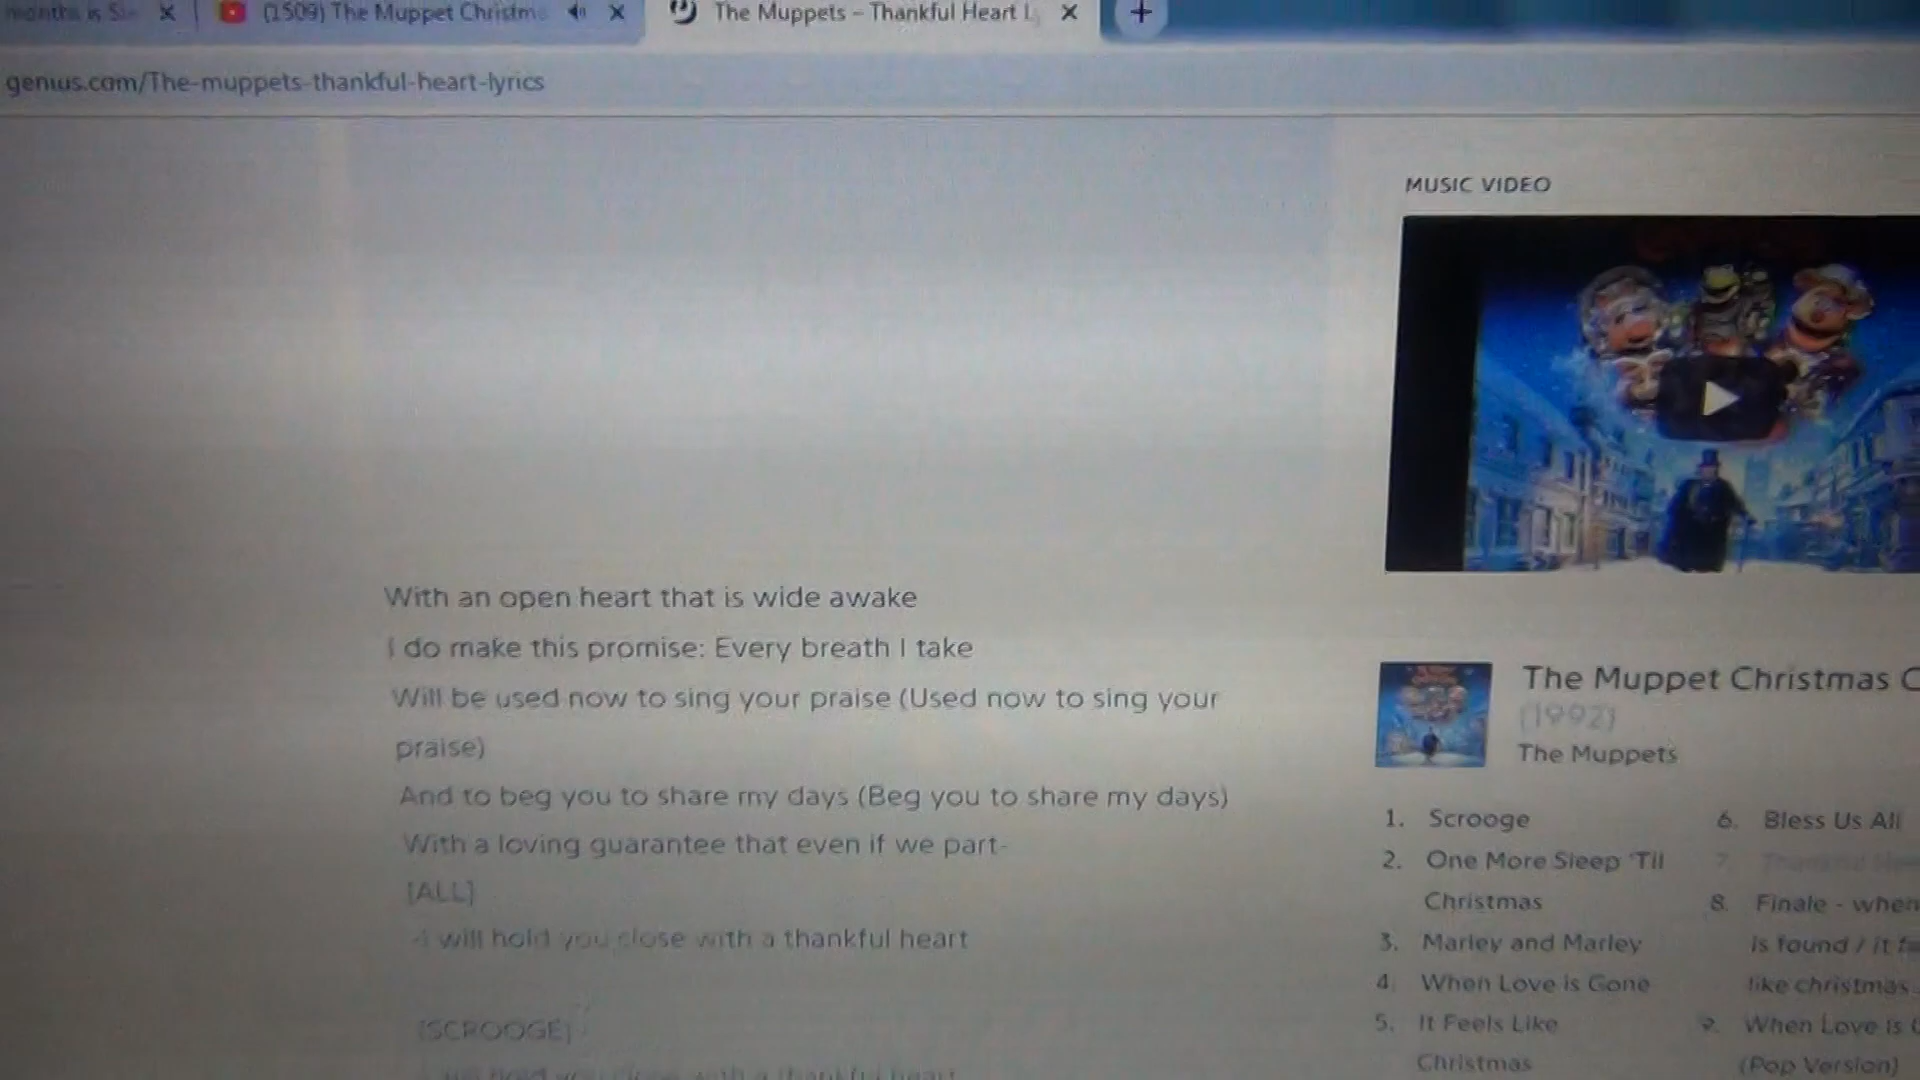 (1509) The Muppet Christm
The Muppets – Thankful Heart L
genius.com/The-muppets-thankful-heart-lyrics
MUSIC VIDEO
With an open heart that is wide awake
I do make this promise: Every breath I take
Will be used now to sing your praise (Used now to sing your
praise)
And to beg you to share my days (Beg you to share my days)
With a loving guarantee that even if we part-
[ALL]
-I will hold you close with a thankful heart
[SCROOGE]
The Muppet Christmas C
(1992)
The Muppets
1. Scrooge
2. One More Sleep 'Til
Christmas
3. Marley and Marley
4. When Love is Gone
5. It Feels Like
Christmas
6. Bless Us All
7.
8. Finale - when
is found / it
like christmas
9. When Love is
(Pop Version)